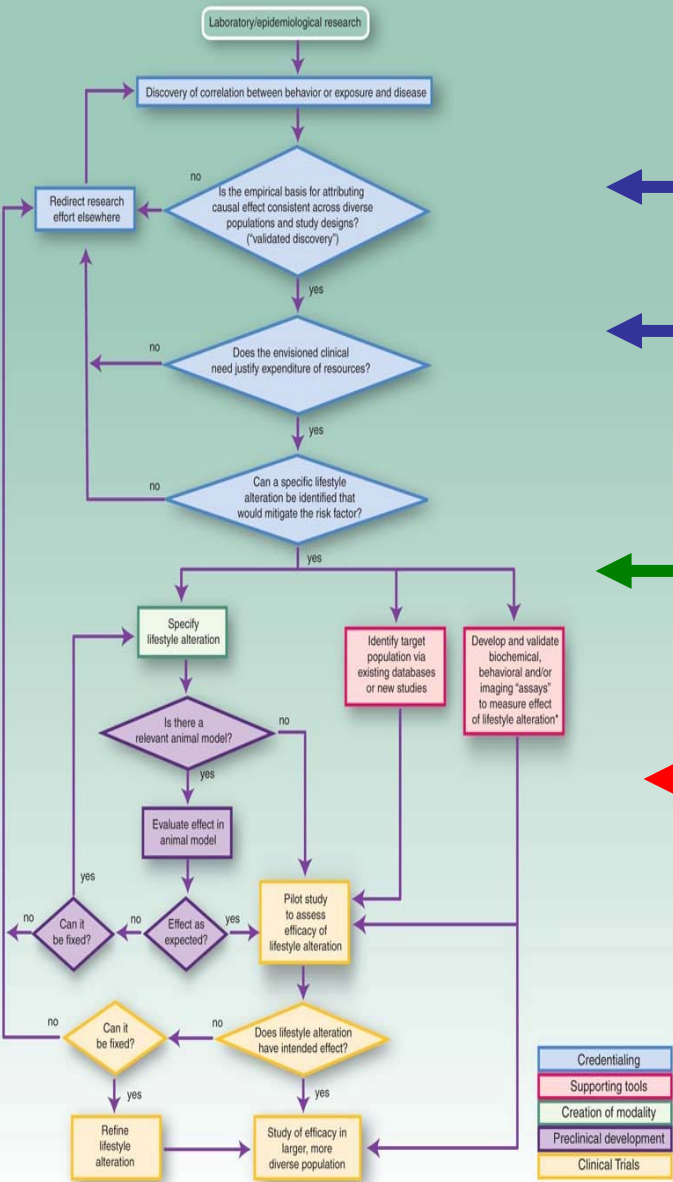 Laboratory/epidemiological research
Discovery of correlation between behavior or exposure and disease
no
Is the empirical basis for attributing
causal effect consistent across diverse
populations and study designs?
("validated discovery")
Redirect research
effort elsewhere
yes
no
Does the envisioned clinical
need justify expenditure of resources?
yes
no
Can a specific lifestyle
alteration be identified that
would mitigate the risk factor?
yes
Specify
lifestyle alteration
Identify target
population via
existing databases
or new studies
Develop and validate
biochemical,
behavioral and/or
imaging "assays"
to measure effect
of lifestyle alteration*
Is there a
relevant animal model?
no
yes
Evaluate effect in
animal model
yes
no
Can it
be fixed?
no
Effect as
expected?
yes
Pilot study
to assess
efficacy of
lifestyle alteration
no
Can it
be fixed?
no
Does lifestyle alteration
have intended effect?
yes
yes
Refine
lifestyle
alteration
Study of efficacy in
larger, more
diverse population
Credentialing
Supporting tools
Creation of modality
Preclinical development
Clinical Trials